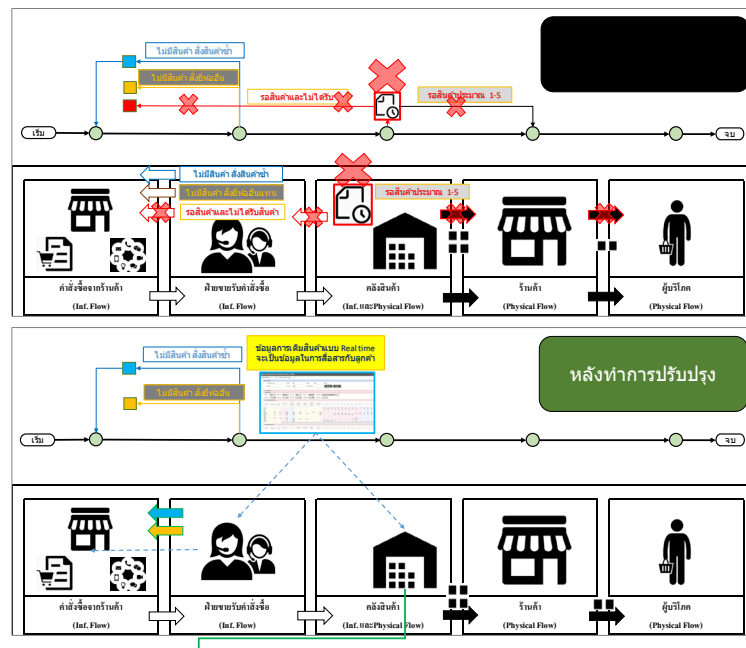 ไม่มีสินค้า สั่งสินค้าซ้ำ
ไม่มีสินค้า สั่งยี่ห้ออื่น
รอสินค้าและไม่ได้รับ
รอสินค้าประมาณ 1-5
เริ่ม
จบ
ไม่มีสินค้า สั่งสินค้าซ้ำ
ไม่มีสินค้า สั่งยี่ห้ออื่นแทน
รอสินค้าและไม่ได้รับสินค้า
รอสินค้าประมาณ 1-5
คำสั่งซื้อจากร้านค้า
(Inf. Flow)
ฝ่ายขายรับคำสั่งซื้อ
(Inf. Flow)
คลังสินค้า
(Inf. และPhysical Flow)
ร้านค้า
(Physical Flow)
ผู้บริโภค
(Physical Flow)
ไม่มีสินค้า สั่งสินค้าซ้ำ
ไม่มีสินค้า สั่งยี่ห้ออื่น
ข้อมูลการเติมสินค้าแบบ Realtime
จะเป็นข้อมูลในการสื่อสารกับลูกค้า
หลังทำการปรับปรุง
เริ่ม
จบ
คำสั่งซื้อจากร้านค้า
(Inf. Flow)
ฝ่ายขายรับคำสั่งซื้อ
(Inf. Flow)
คลังสินค้า
(Inf. และPhysical Flow)
ร้านค้า
(Physical Flow)
ผู้บริโภค
(Physical Flow)